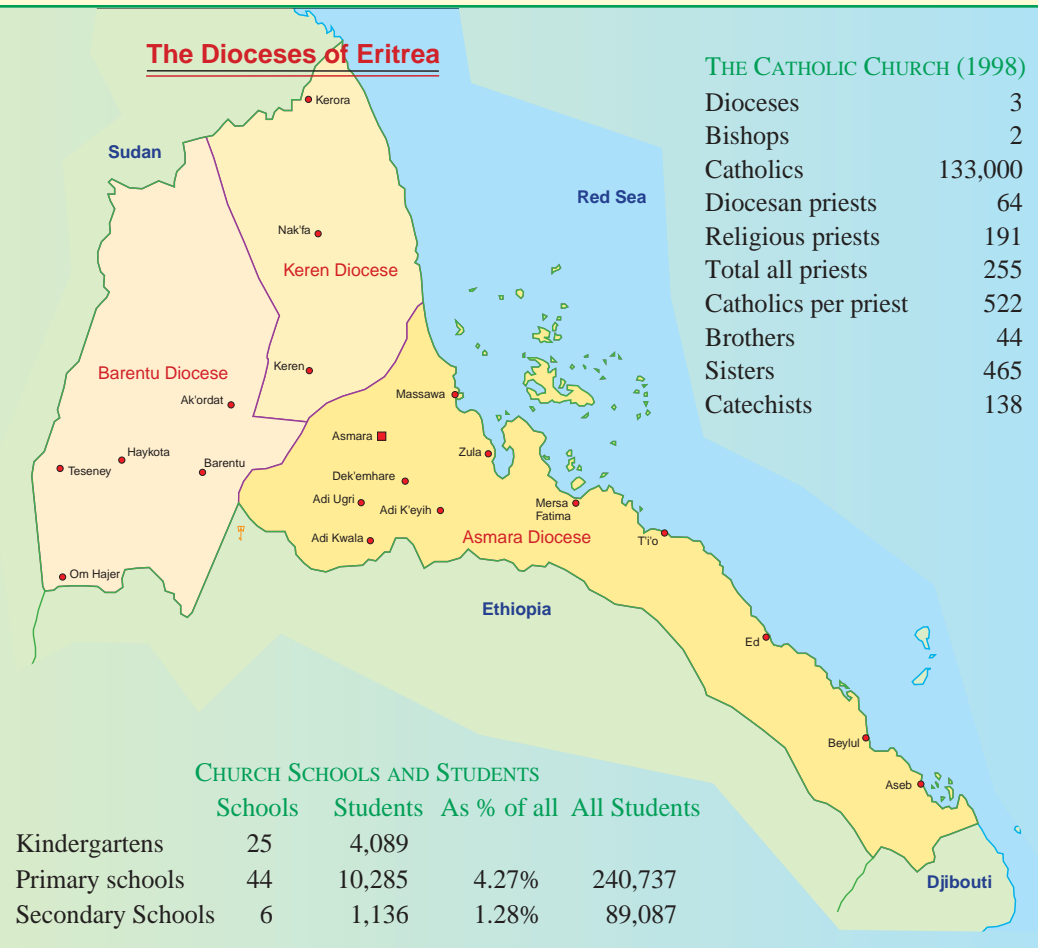 The Dioceses of Eritrea
THE CATHOLIC CHURCH (1998)
Dioceses 3
Bishops 2
Catholics 133,000
Diocesan priests 64
Religious priests 191
Total all priests 255
Catholics per priest 522
Brothers 44
Sisters 465
Catechists 138
Kerora
Sudan
Red Sea
Nak'fa
Keren Diocese
Keren
Barentu Diocese
Ak'ordat
Massawa
Asmara
Haykota
Teseney
Barentu
Zula
Dek'emhare
Adi Ugri
Adi K'eyih
Mersa
Fatima
Adi Kwala
Asmara Diocese
T'i'o
Om Hajer
Ethiopia
Ed
Beylul
Aseb
Djibouti
CHURCH SCHOOLS AND STUDENTS
Schools Students As % of all All Students
Kindergartens 25 4,089
Primary schools 44 10,285 4.27% 240,737
Secondary Schools 6 1,136 1.28% 89,087